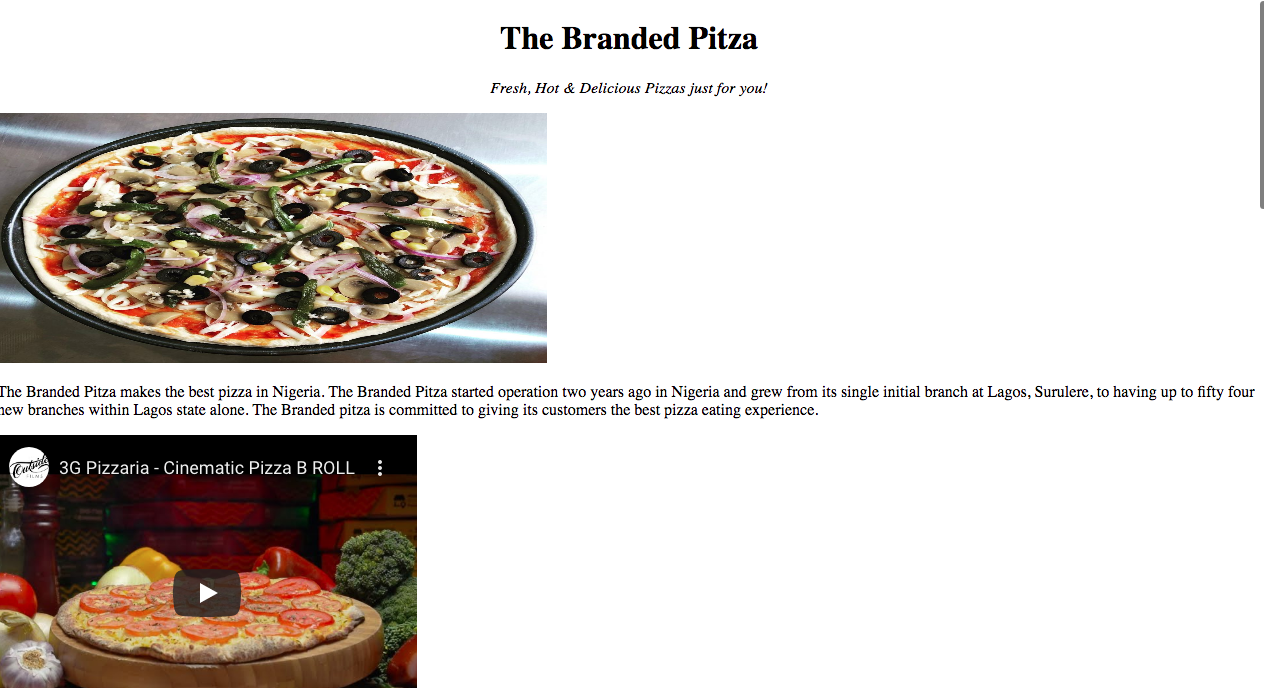 The Branded Pitza
Fresh, Hot & Delicious Pizzas just for you!
The Branded Pitza makes the best pizza in Nigeria. The Branded Pitza started operation two years ago in Nigeria and grew from its single initial branch at Lagos, Surulere, to having up to fifty four
new branches within Lagos state alone. The Branded pitza is committed to giving its customers the best pizza eating experience.
Outside
FILMS
3G Pizzaria - Cinematic Pizza B ROLL